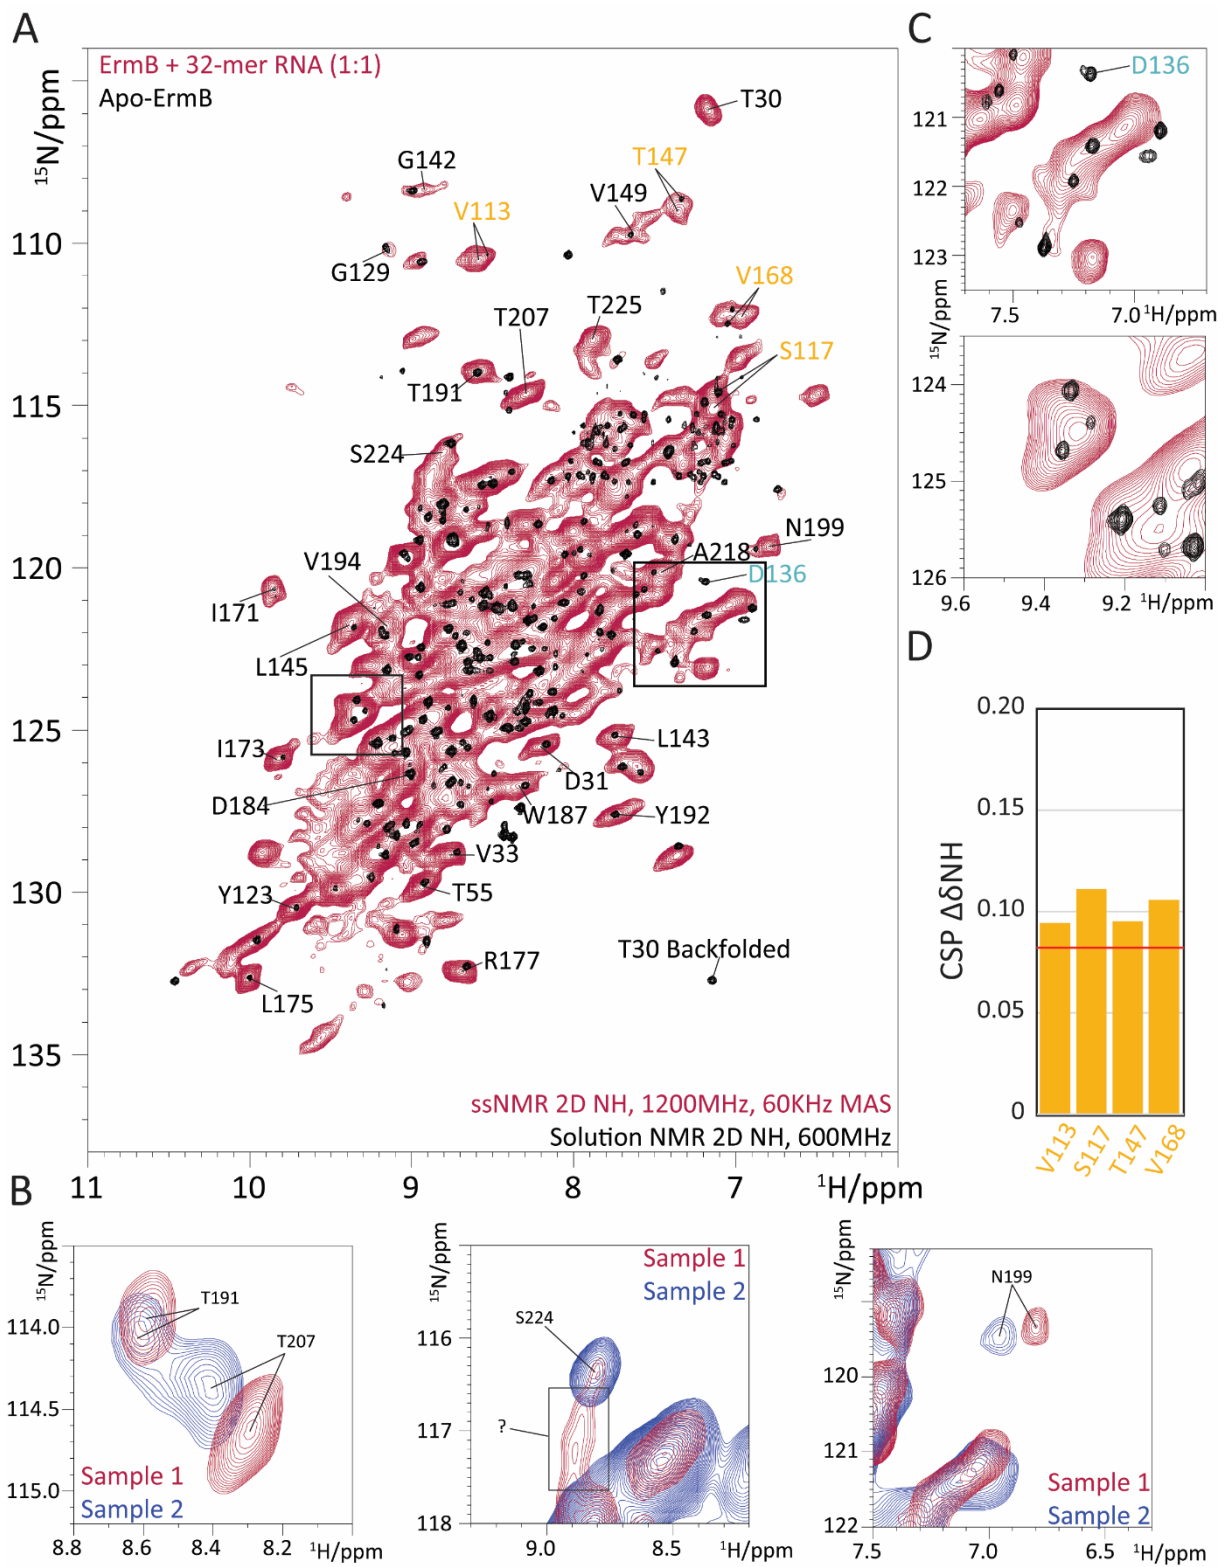 A
ErmB + 32-mer RNA (1:1)
Apo-ErmB
¹⁵N/ppm
T30
G142
T147
V149
V113
G129
V168
T207
T225
S117
T191
S224
N199
A218
V194
D136
I171
L145
L143
I173
D31
D184
W187
Y192
V33
T55
Y123
T30 Backfolded
R177
L175
110
115
120
125
130
135
ssNMR 2D NH, 1200MHz, 60KHz MAS
Solution NMR 2D NH, 600MHz
11 10 9 8 7 ¹H/ppm
B
¹⁵N/ppm
T191
T207
114.0
114.5
115.0
Sample 1
Sample 2
8.8 8.6 8.4 8.2 ¹H/ppm
¹⁵N/ppm
Sample 1
Sample 2
S224
?
116
117
118
9.0 8.5 ¹H/ppm
¹⁵N/ppm
N199
120
121
122
Sample 1
Sample 2
7.5 7.0 6.5 ¹H/ppm
C
D136
121
122
123
7.5 7.0 ¹H/ppm
¹⁵N/ppm
124
125
126
9.6 9.4 9.2 ¹H/ppm
D
CSP ΔδNH
0.20
0.15
0.10
0.05
0
V113 S117 T147 V168